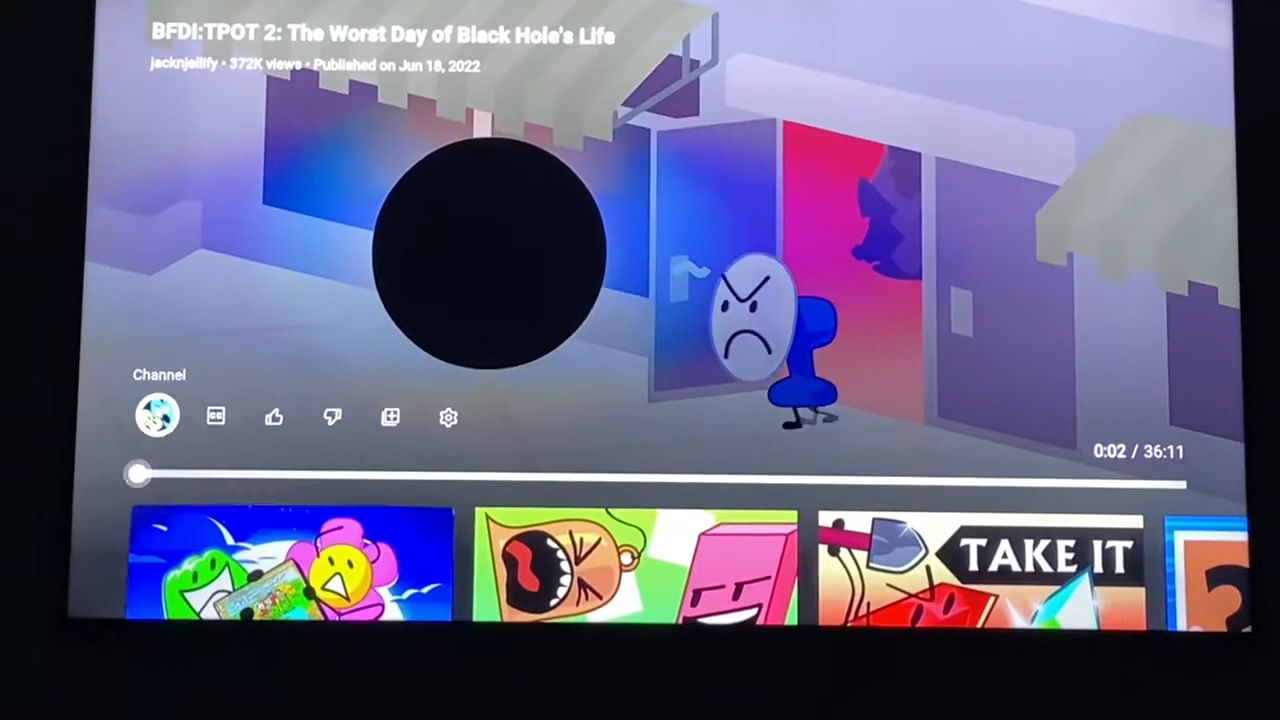 BFDI:TPOT 2: The Worst Day of Black Hole's Life
jacknjellify • 372K views • Published on Jun 18, 2022
Channel
CC
0:02 / 36:11
TAKE IT
?